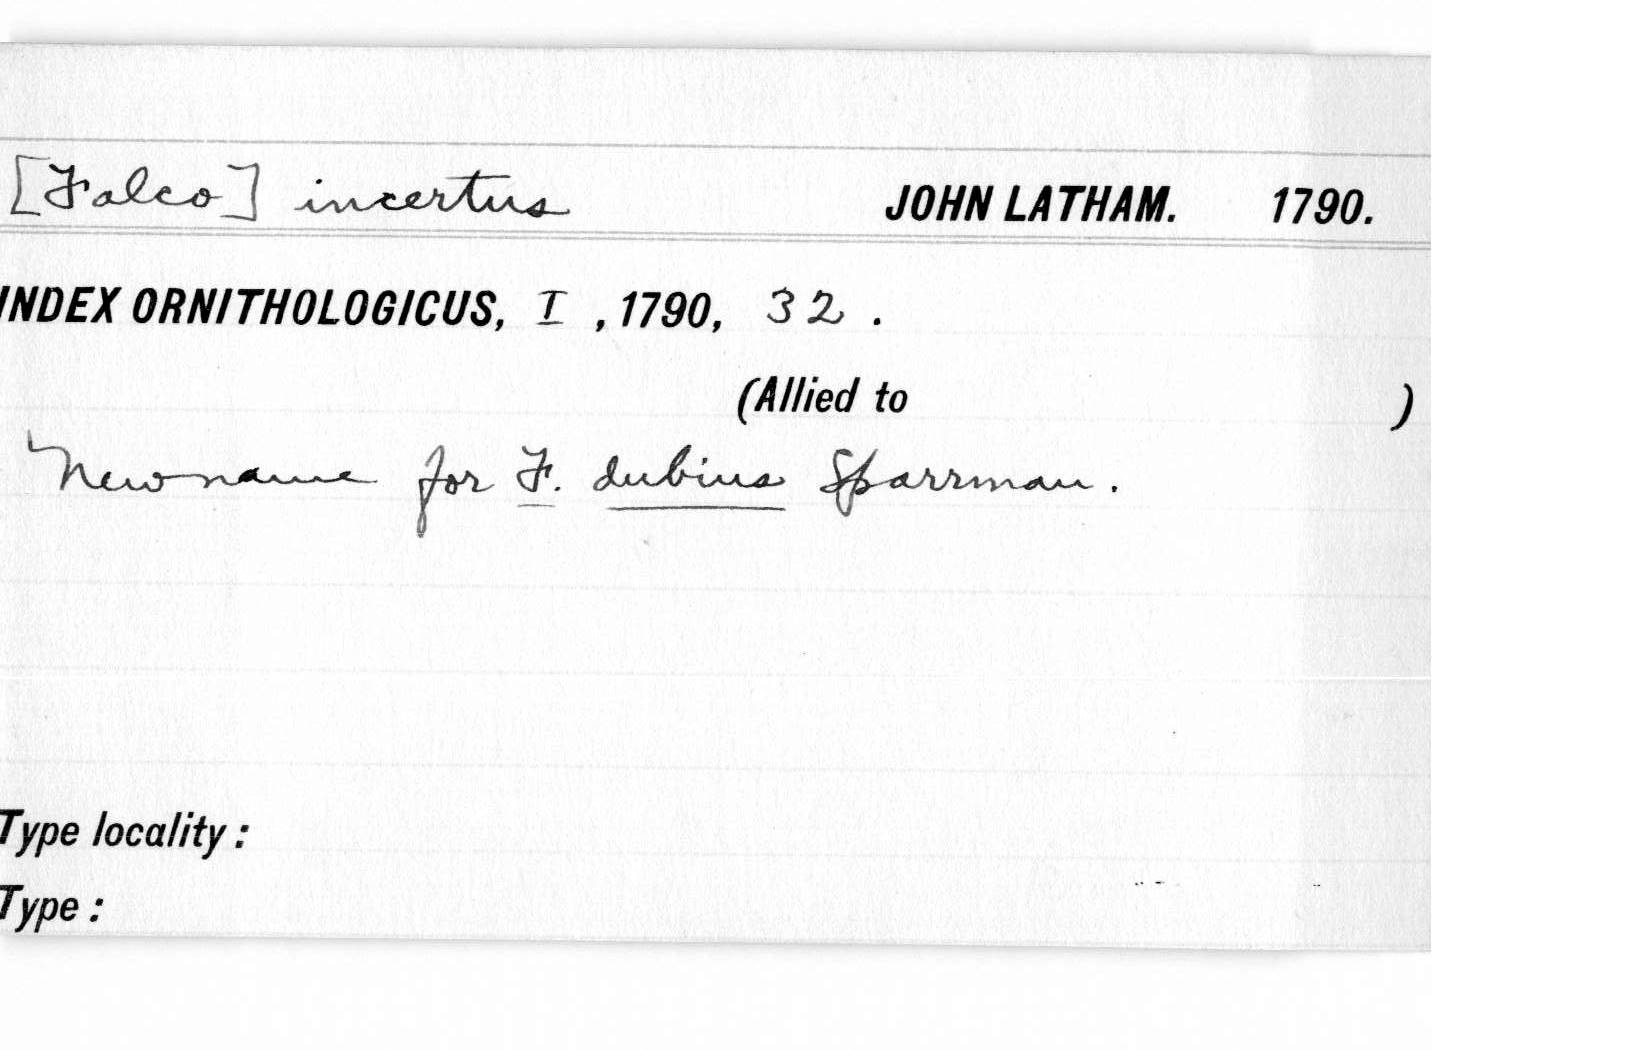 [Falco] incertus JOHN LATHAM. 1790.
INDEX ORNITHOLOGICUS, I, 1790, 32.
(Allied to )
New name for F. dubius Sparrman.
Type locality:
Type: